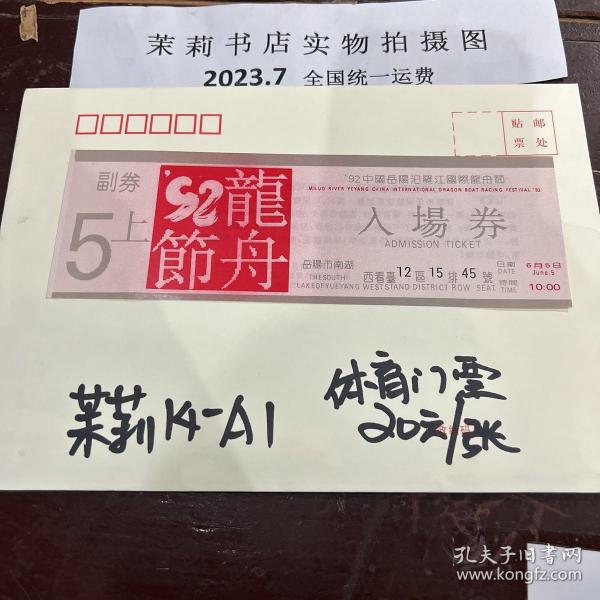 茉莉书店实物拍摄图
2023.7 全国统一运费
贴 邮
票 处
副券
5上
'92龍舟節
'92中國岳陽汨羅江國際龍舟節
MILUO RIVER YEYANG CHINA INTERNATIONAL DRAGON BOAT RACING FESTIVAL '92
入場券
ADMISSION TICKET
岳陽市南湖
THE SOUTH
LAKE OF YUEYANG
西看臺 12 區 15 排 45 號
WEST STAND DISTRICT ROW SEAT
日期 6月5日
DATE June.5
時間
TIME 10:00
茉莉K4-A1
体育门票
20元/张
孔夫子旧书网
www.kongfz.com